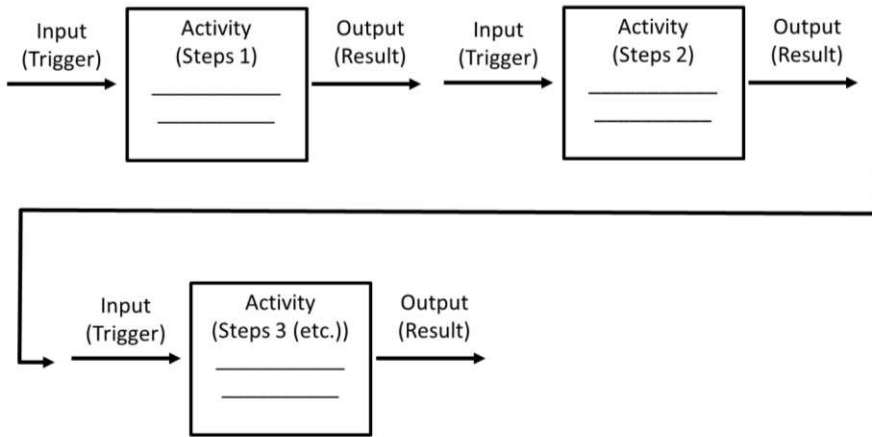 Input
(Trigger)
Activity
(Steps 1)
Output
(Result)
Input
(Trigger)
Activity
(Steps 2)
Output
(Result)
Input
(Trigger)
Activity
(Steps 3 (etc.))
Output
(Result)